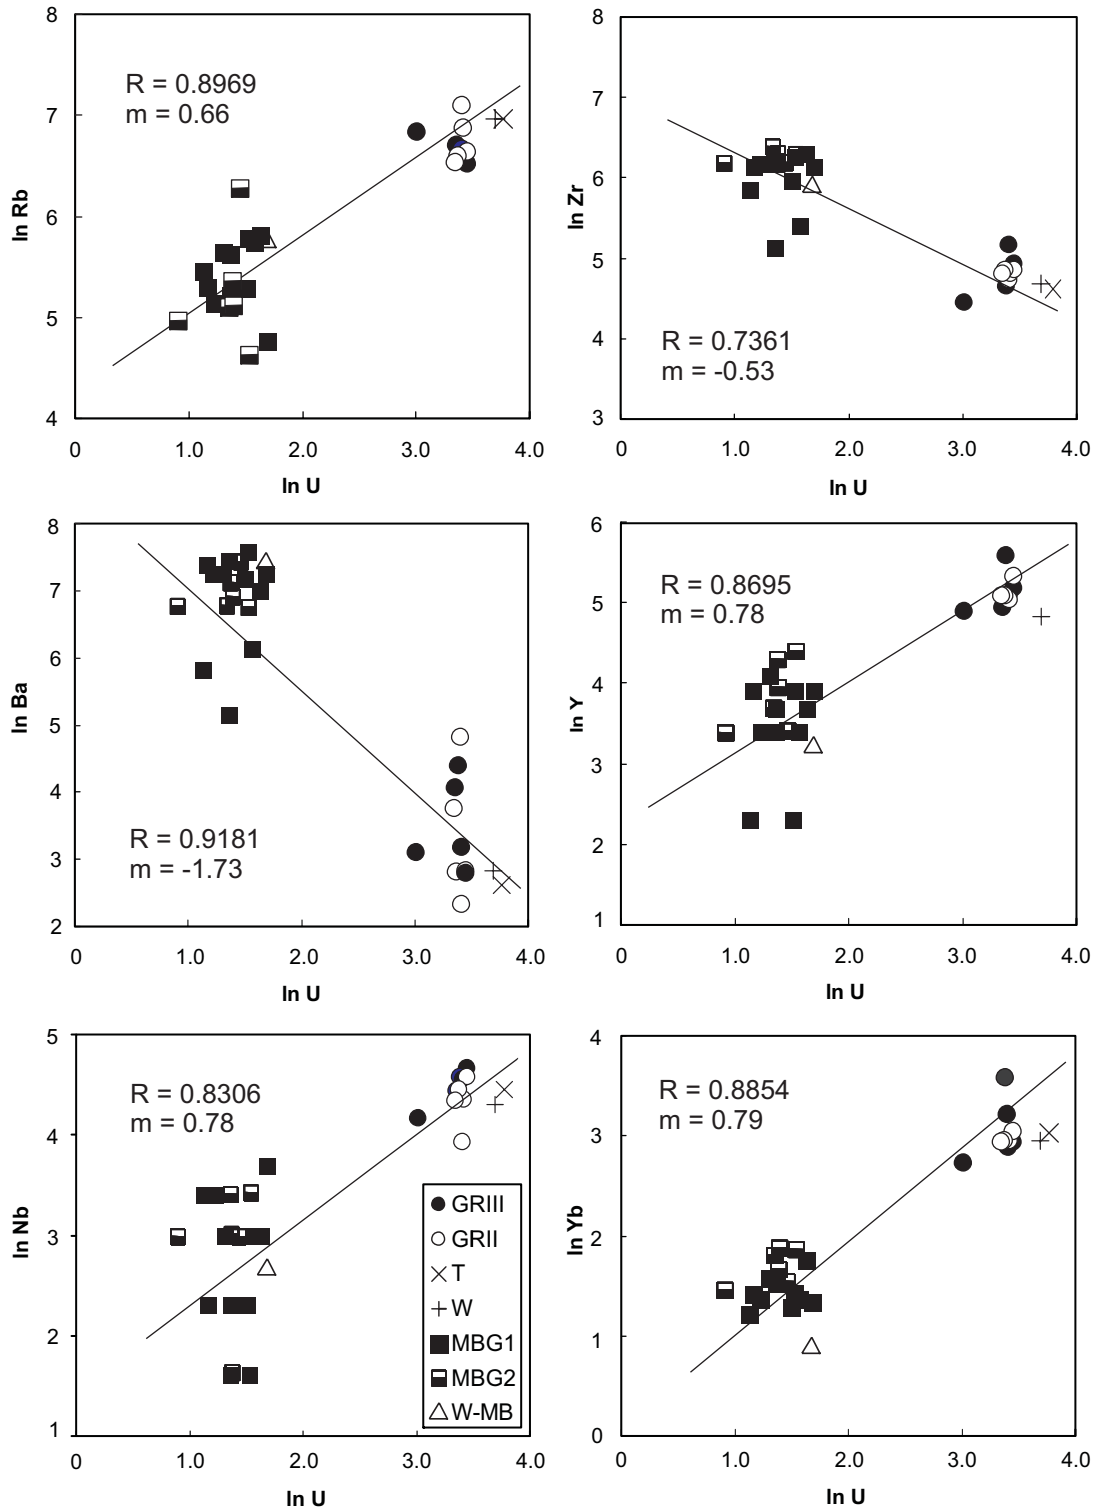 8
7
6
5
4
ln Rb
R = 0.8969
m = 0.66
0 1.0 2.0 3.0 4.0
ln U
8
7
6
5
4
3
ln Zr
R = 0.7361
m = -0.53
0 1.0 2.0 3.0 4.0
ln U
8
7
6
5
4
3
2
ln Ba
R = 0.9181
m = -1.73
0 1.0 2.0 3.0 4.0
ln U
6
5
4
3
2
1
ln Y
R = 0.8695
m = 0.78
0 1.0 2.0 3.0 4.0
ln U
5
4
3
2
1
ln Nb
R = 0.8306
m = 0.78
GRIII
GRII
T
W
MBG1
MBG2
W-MB
0 1.0 2.0 3.0 4.0
ln U
4
3
2
1
0
ln Yb
R = 0.8854
m = 0.79
0 1.0 2.0 3.0 4.0
ln U